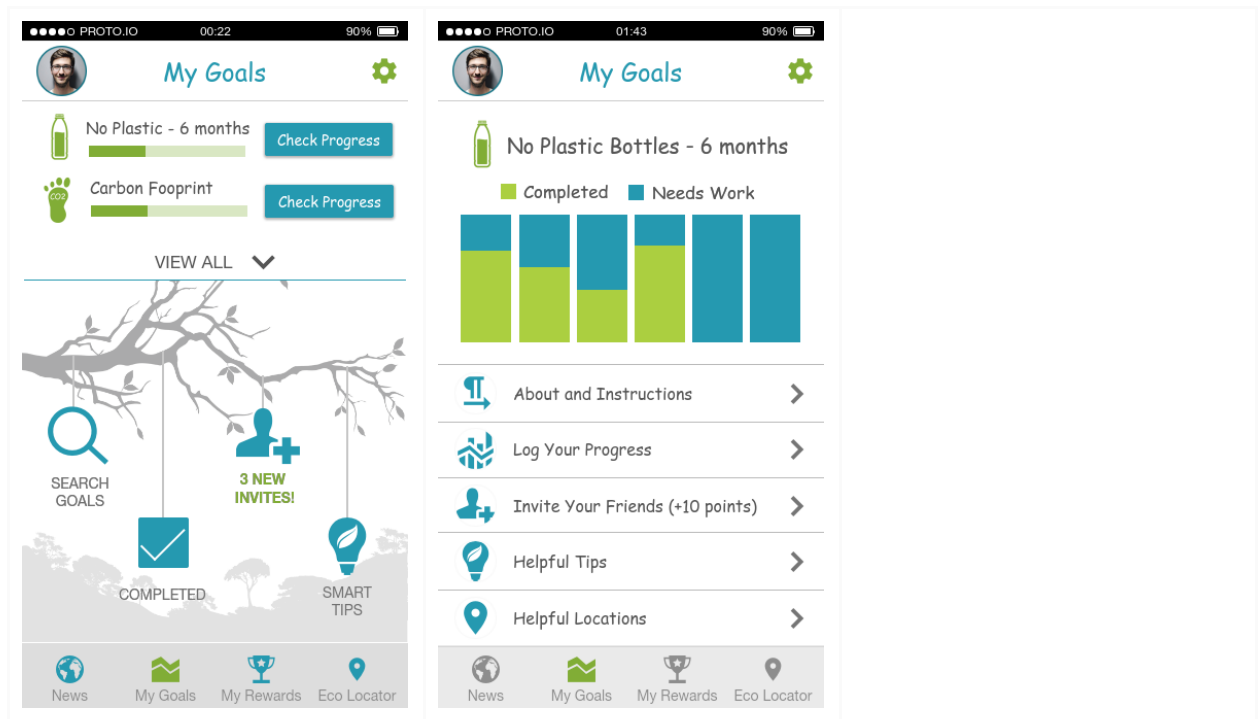 PROTO.IO 00:22 90%
My Goals
No Plastic - 6 months
Check Progress
CO2
Carbon Fooprint
Check Progress
VIEW ALL
SEARCH
GOALS
3 NEW
INVITES!
COMPLETED
SMART
TIPS
News My Goals My Rewards Eco Locator
PROTO.IO 01:43 90%
My Goals
No Plastic Bottles - 6 months
Completed Needs Work
About and Instructions
Log Your Progress
Invite Your Friends (+10 points)
Helpful Tips
Helpful Locations
News My Goals My Rewards Eco Locator